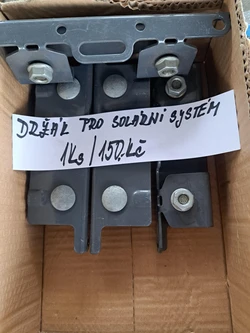 DRŽÁK PRO SOLÁRNÍ SYSTÉM
1Ks/150.Kč